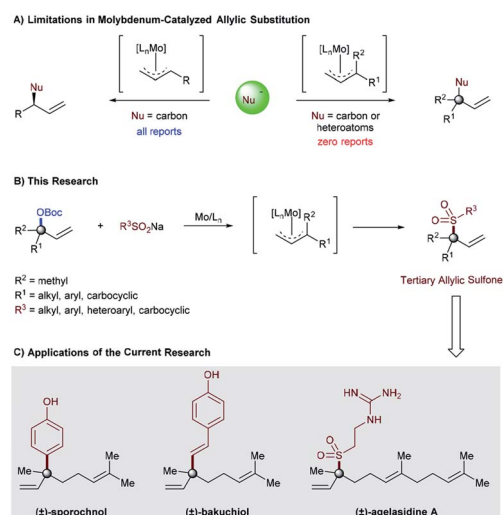 A) Limitations in Molybdenum-Catalyzed Allylic Substitution
[LnMo]
R
Nu
R
Nu = carbon
all reports
Nu-
[LnMo]
R2
R1
Nu = carbon or
heteroatoms
zero reports
Nu
R2
R1
B) This Research
OBoc
R2
R1
+
R3SO2Na
Mo/Ln
[LnMo]
R2
R1
O
O
S
R3
R2
R1
R2 = methyl
R1 = alkyl, aryl, carbocyclic
R3 = alkyl, aryl, heteroaryl, carbocyclic
Tertiary Allylic Sulfone
C) Applications of the Current Research
OH
Me
Me
Me
(±)-sporochnol
OH
Me
Me
Me
(±)-bakuchiol
HN
NH2
NH
O
O
S
Me
Me
Me
Me
(±)-agelasidine A